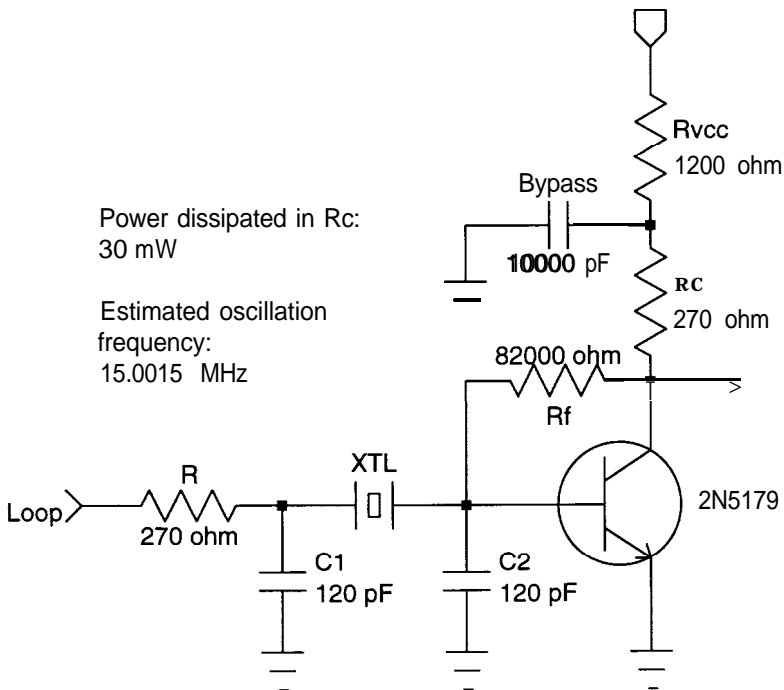 Rvcc
1200 ohm
Bypass
10000 pF
Power dissipated in Rc:
30 mW
RC
270 ohm
Estimated oscillation
frequency:
15.0015 MHz
82000 ohm
Rf
>
XTL
R
Loop
270 ohm
2N5179
C1
120 pF
C2
120 pF